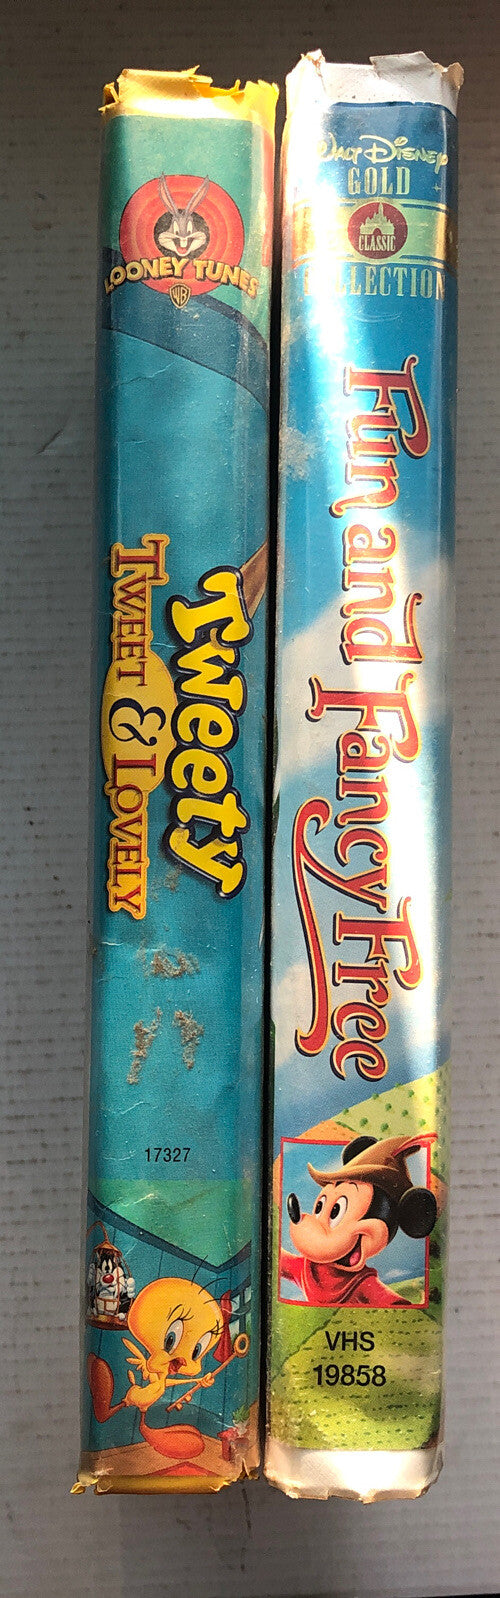 LOONEY TUNES
WB
Tweety
TWEET & LOVELY
17327
WALT DISNEY
GOLD
CLASSIC
COLLECTION
Fun and Fancy Free
VHS
19858